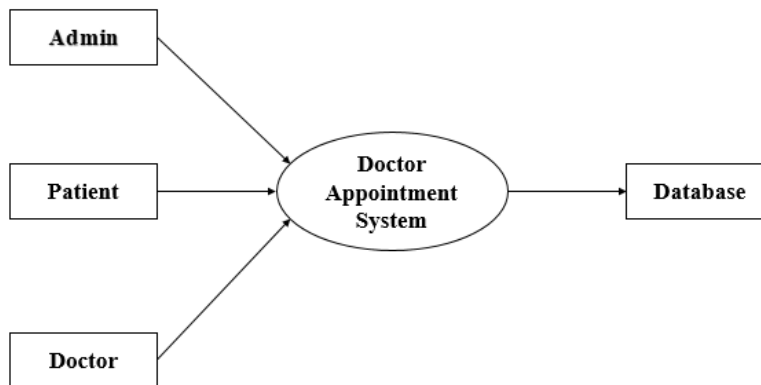 Admin
Patient
Doctor
Doctor
Appointment
System
Database